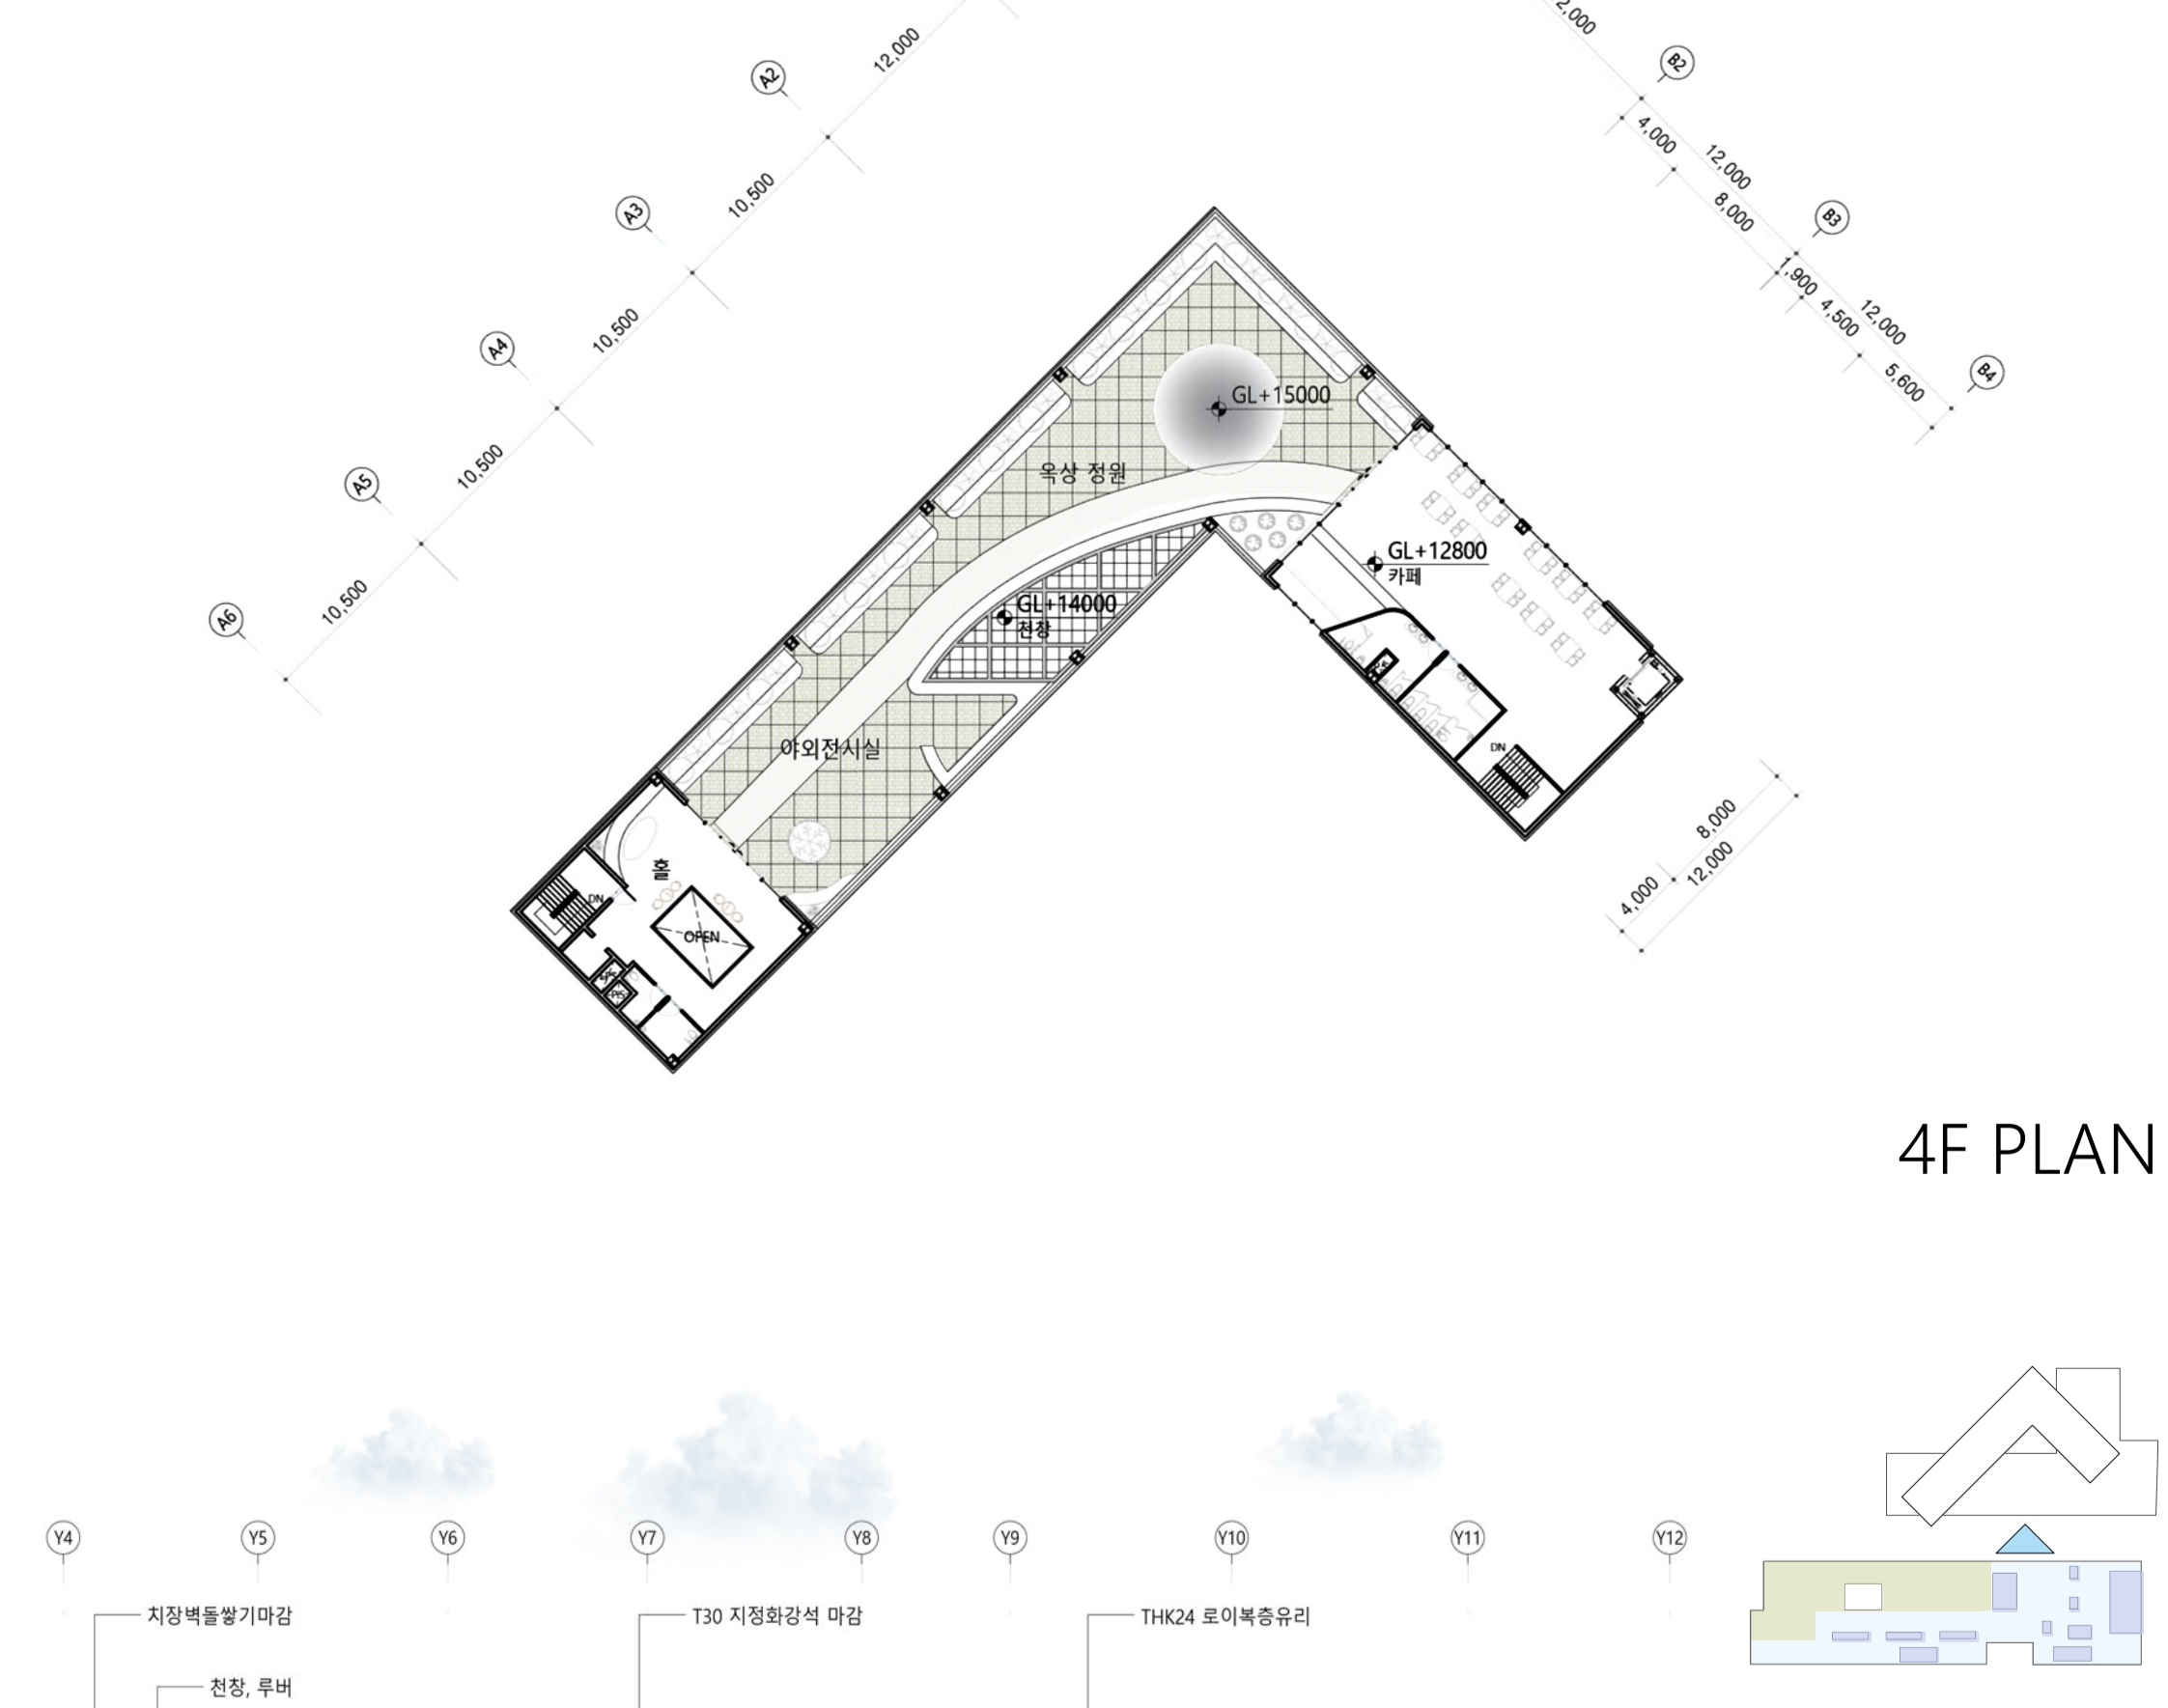 12,000
A2
10,500
A3
10,500
A4
10,500
A5
10,500
A6
B2
4,000
12,000
8,000
B3
1,900
4,500
12,000
5,600
B4
GL+15000
옥상 정원
GL+12800
카페
GL+14000
천창
야외전시실
홀
DN
OPEN
DN
8,000
12,000
4,000
4F PLAN
Y4
Y5
Y6
Y7
Y8
Y9
Y10
Y11
Y12
치장벽돌쌓기마감
T30 지정화강석 마감
THK24 로이복층유리
천창, 루버